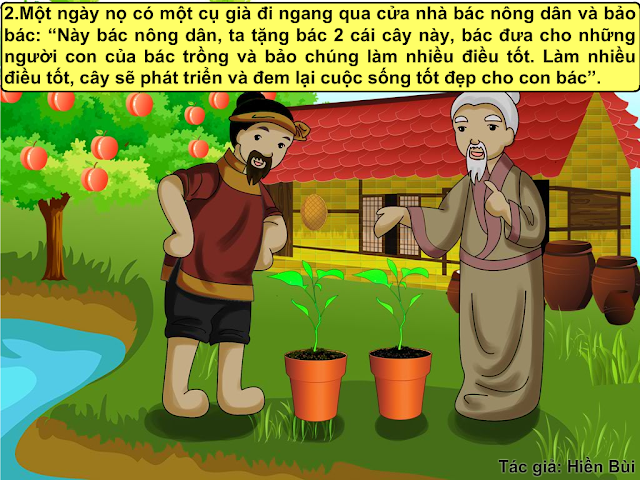 2.Một ngày nọ có một cụ già đi ngang qua cửa nhà bác nông dân và bảo
bác: “Này bác nông dân, ta tặng bác 2 cái cây này, bác đưa cho những
người con của bác trồng và bảo chúng làm nhiều điều tốt. Làm nhiều
điều tốt, cây sẽ phát triển và đem lại cuộc sống tốt đẹp cho con bác”.
Tác giả: Hiền Bùi